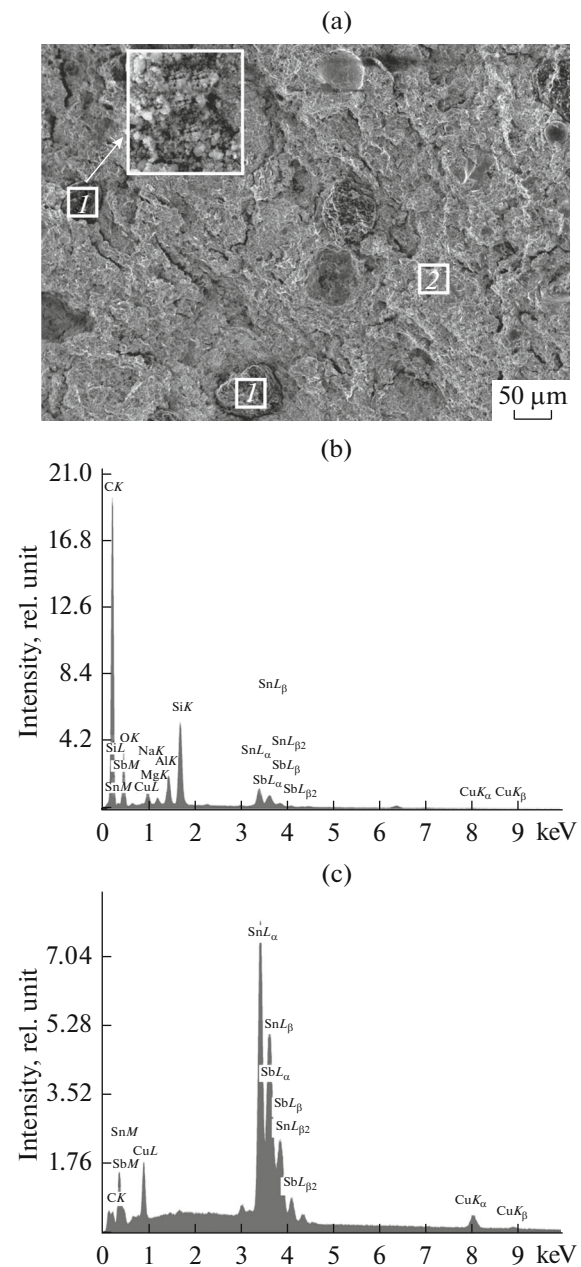 (a)
1
2
1
50 μm
(b)
Intensity, rel. unit
21.0
16.8
12.6
8.4
4.2
CK
OK
SiL
SbM
SnM
NaK
AlK
MgK
CuL
SiK
SnLβ
SnLα
SnLβ2
SbLβ
SbLα
SbLβ2
CuKα CuKβ
0 1 2 3 4 5 6 7 8 9 keV
(c)
Intensity, rel. unit
7.04
5.28
3.52
1.76
SnLα
SnLβ
SbLα
SbLβ
SnLβ2
SbLβ2
SnM
CuL
SbM
CK
CuKα
CuKβ
0 1 2 3 4 5 6 7 8 9 keV